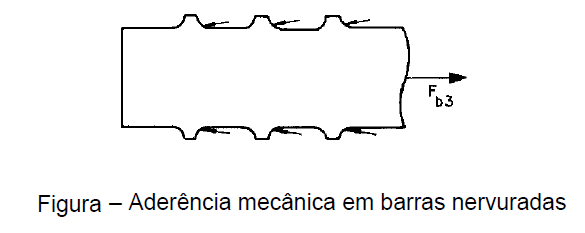 F b3
Figura – Aderência mecânica em barras nervuradas